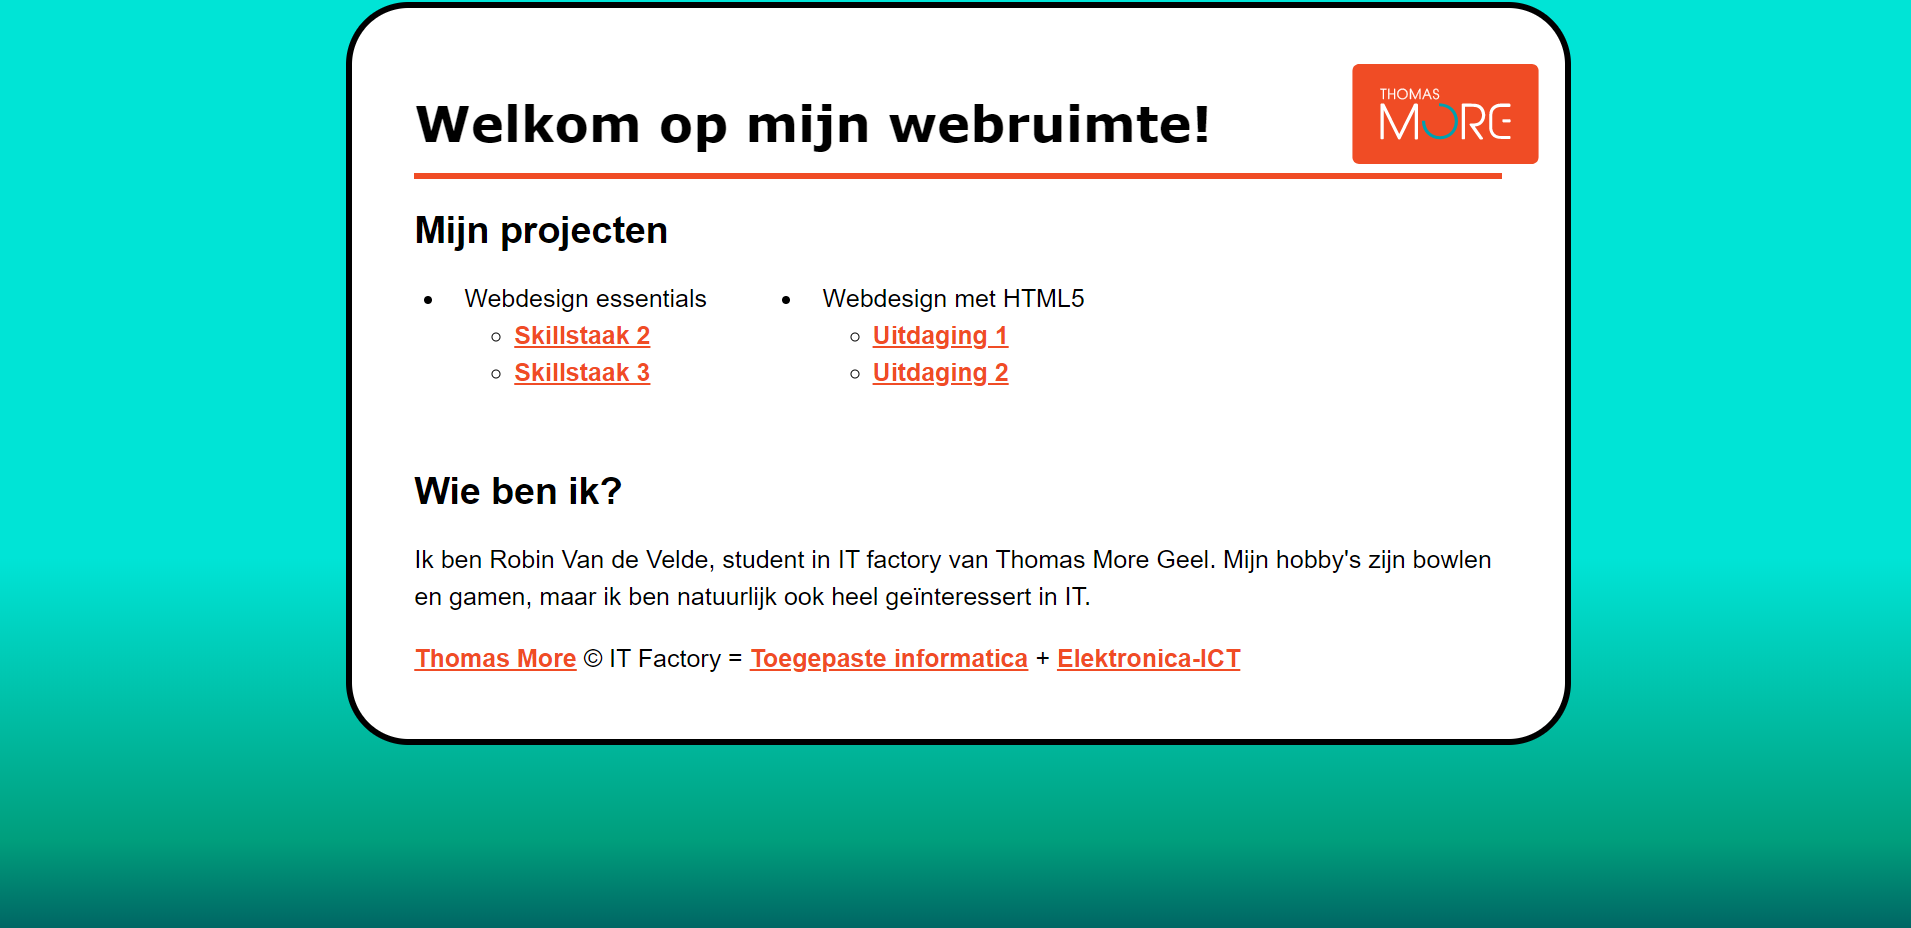 THOMAS
MORE
Welkom op mijn webruimte!
Mijn projecten
• Webdesign essentials
○ Skillstaak 2
○ Skillstaak 3
• Webdesign met HTML5
○ Uitdaging 1
○ Uitdaging 2
Wie ben ik?
Ik ben Robin Van de Velde, student in IT factory van Thomas More Geel. Mijn hobby's zijn bowlen
en gamen, maar ik ben natuurlijk ook heel geïnteressert in IT.
Thomas More © IT Factory = Toegepaste informatica + Elektronica-ICT